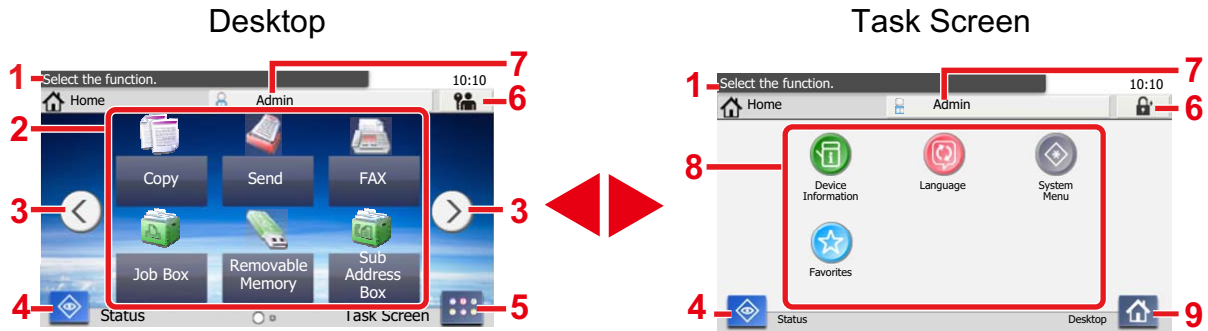 Desktop
Task Screen
1
Select the function.
10:10
7
Home
Admin
6
2
Copy
Send
FAX
3
3
Job Box
Removable
Memory
Sub
Address
Box
4
Status
Task Screen
5
1
Select the function.
10:10
7
Home
Admin
6
8
Device
Information
Language
System
Menu
Favorites
4
Status
Desktop
9